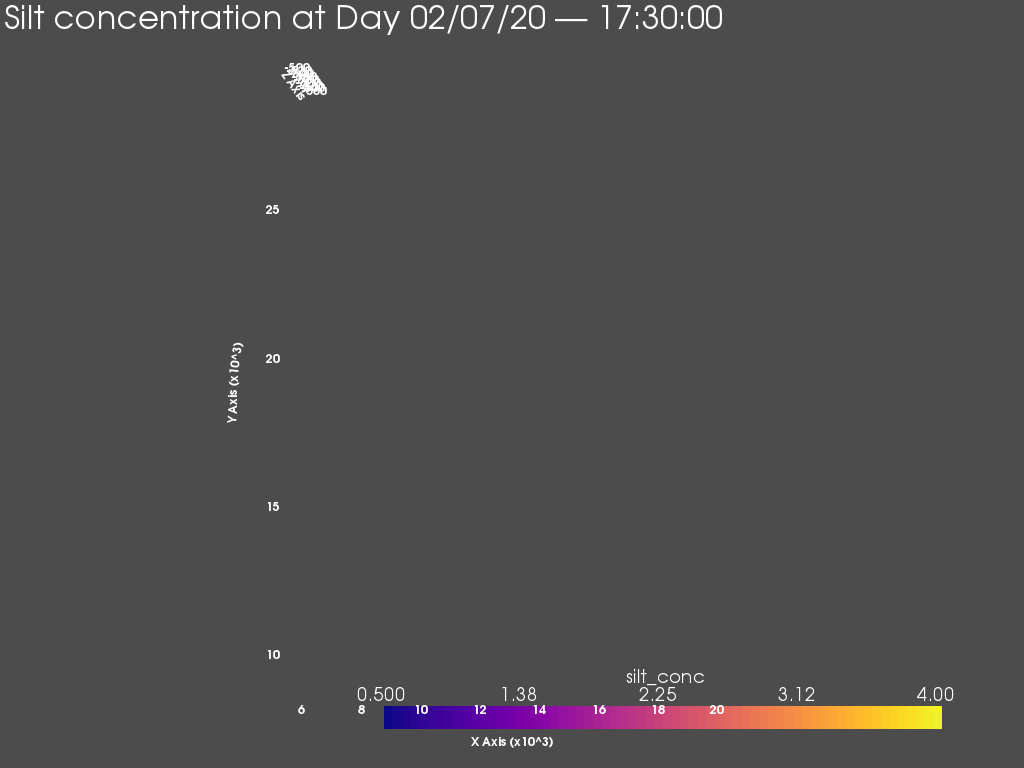 Silt concentration at Day 02/07/20 — 17:30:00
Z Axis
25
Y Axis (x10^3)
20
15
10
silt_conc
0.500 1.38 2.25 3.12 4.00
6 8 10 12 14 16 18 20
X Axis (x10^3)